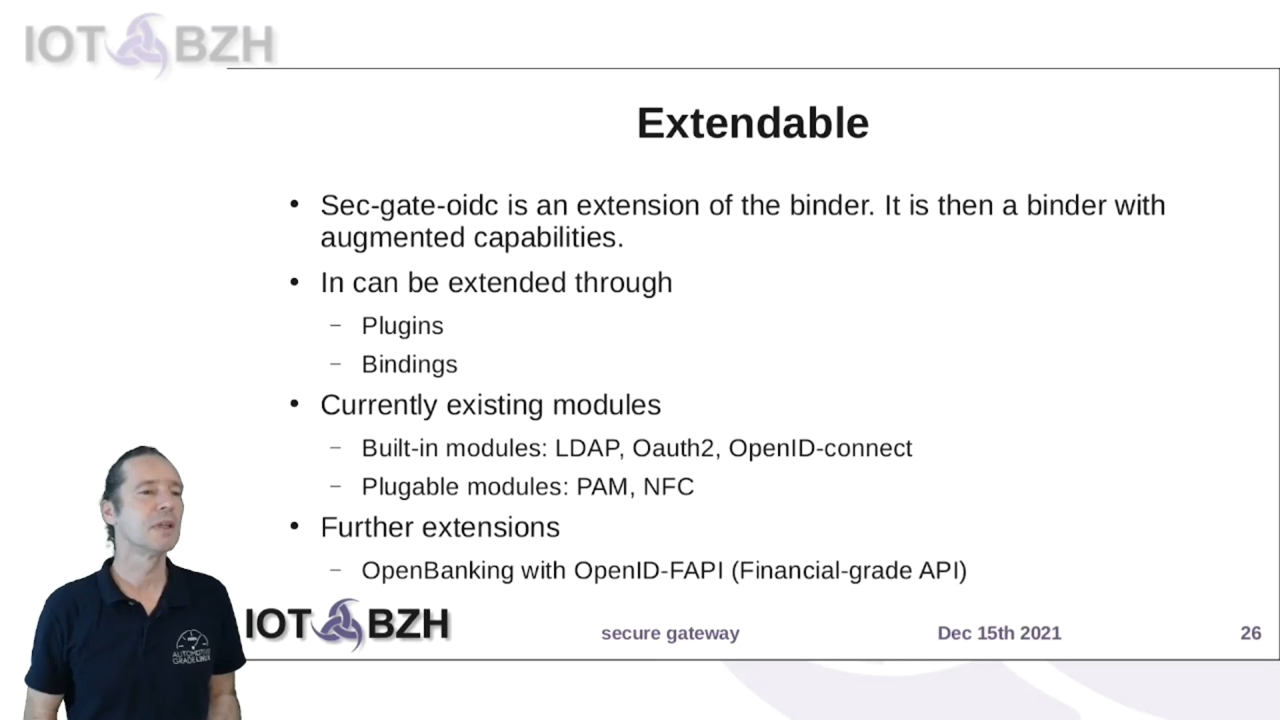 IOT BZH
Extendable
• Sec-gate-oidc is an extension of the binder. It is then a binder with
augmented capabilities.
• In can be extended through
– Plugins
– Bindings
• Currently existing modules
– Built-in modules: LDAP, Oauth2, OpenID-connect
– Plugable modules: PAM, NFC
• Further extensions
– OpenBanking with OpenID-FAPI (Financial-grade API)
IOT BZH
secure gateway
Dec 15th 2021
26
AUTOMOTIVE
GRADELINUX